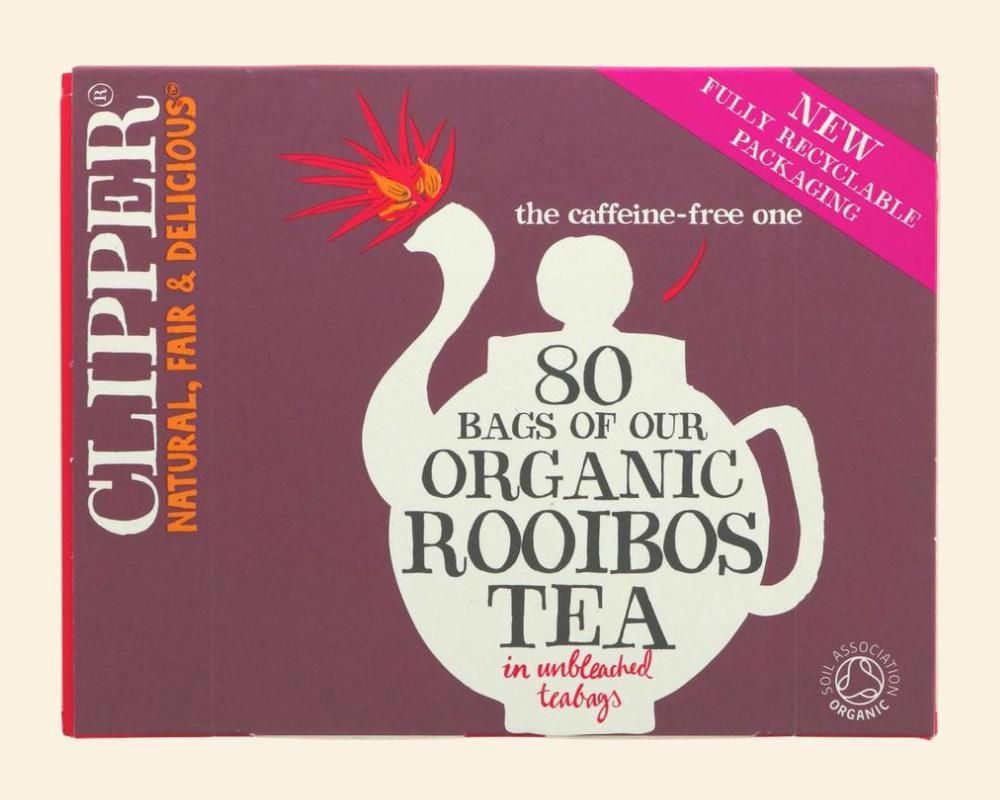 CLIPPER®
NATURAL, FAIR & DELICIOUS™
NEW
FULLY RECYCLABLE
PACKAGING
the caffeine-free one
80
BAGS OF OUR
ORGANIC
ROOIBOS
TEA
in unbleached
teabags
SOIL ASSOCIATION
ORGANIC